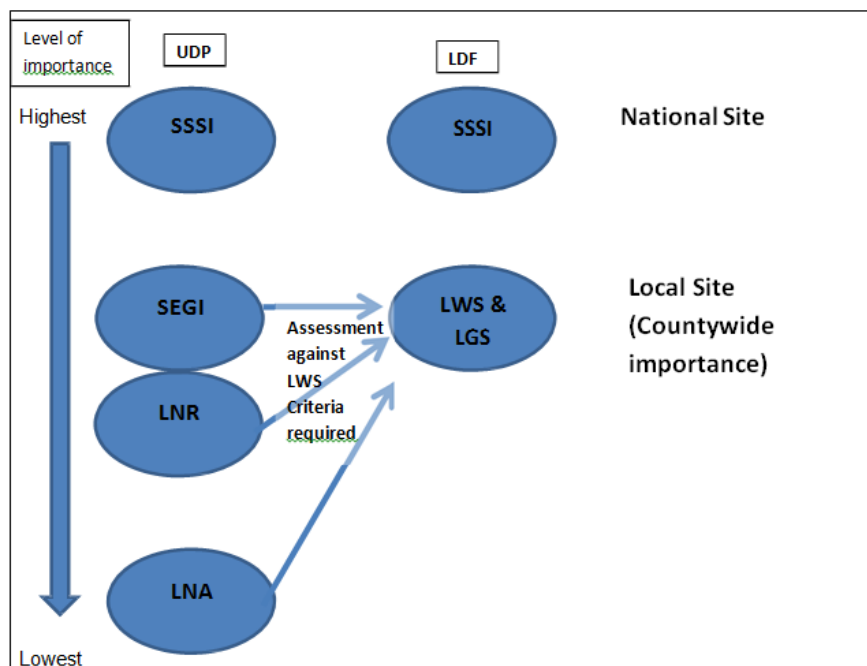 Level of
importance
UDP
LDF
Highest
SSSI
SSSI
National Site
SEGI
LWS &
LGS
Local Site
(Countywide
importance)
Assessment
against
LWS
Criteria
required
LNR
LNA
Lowest